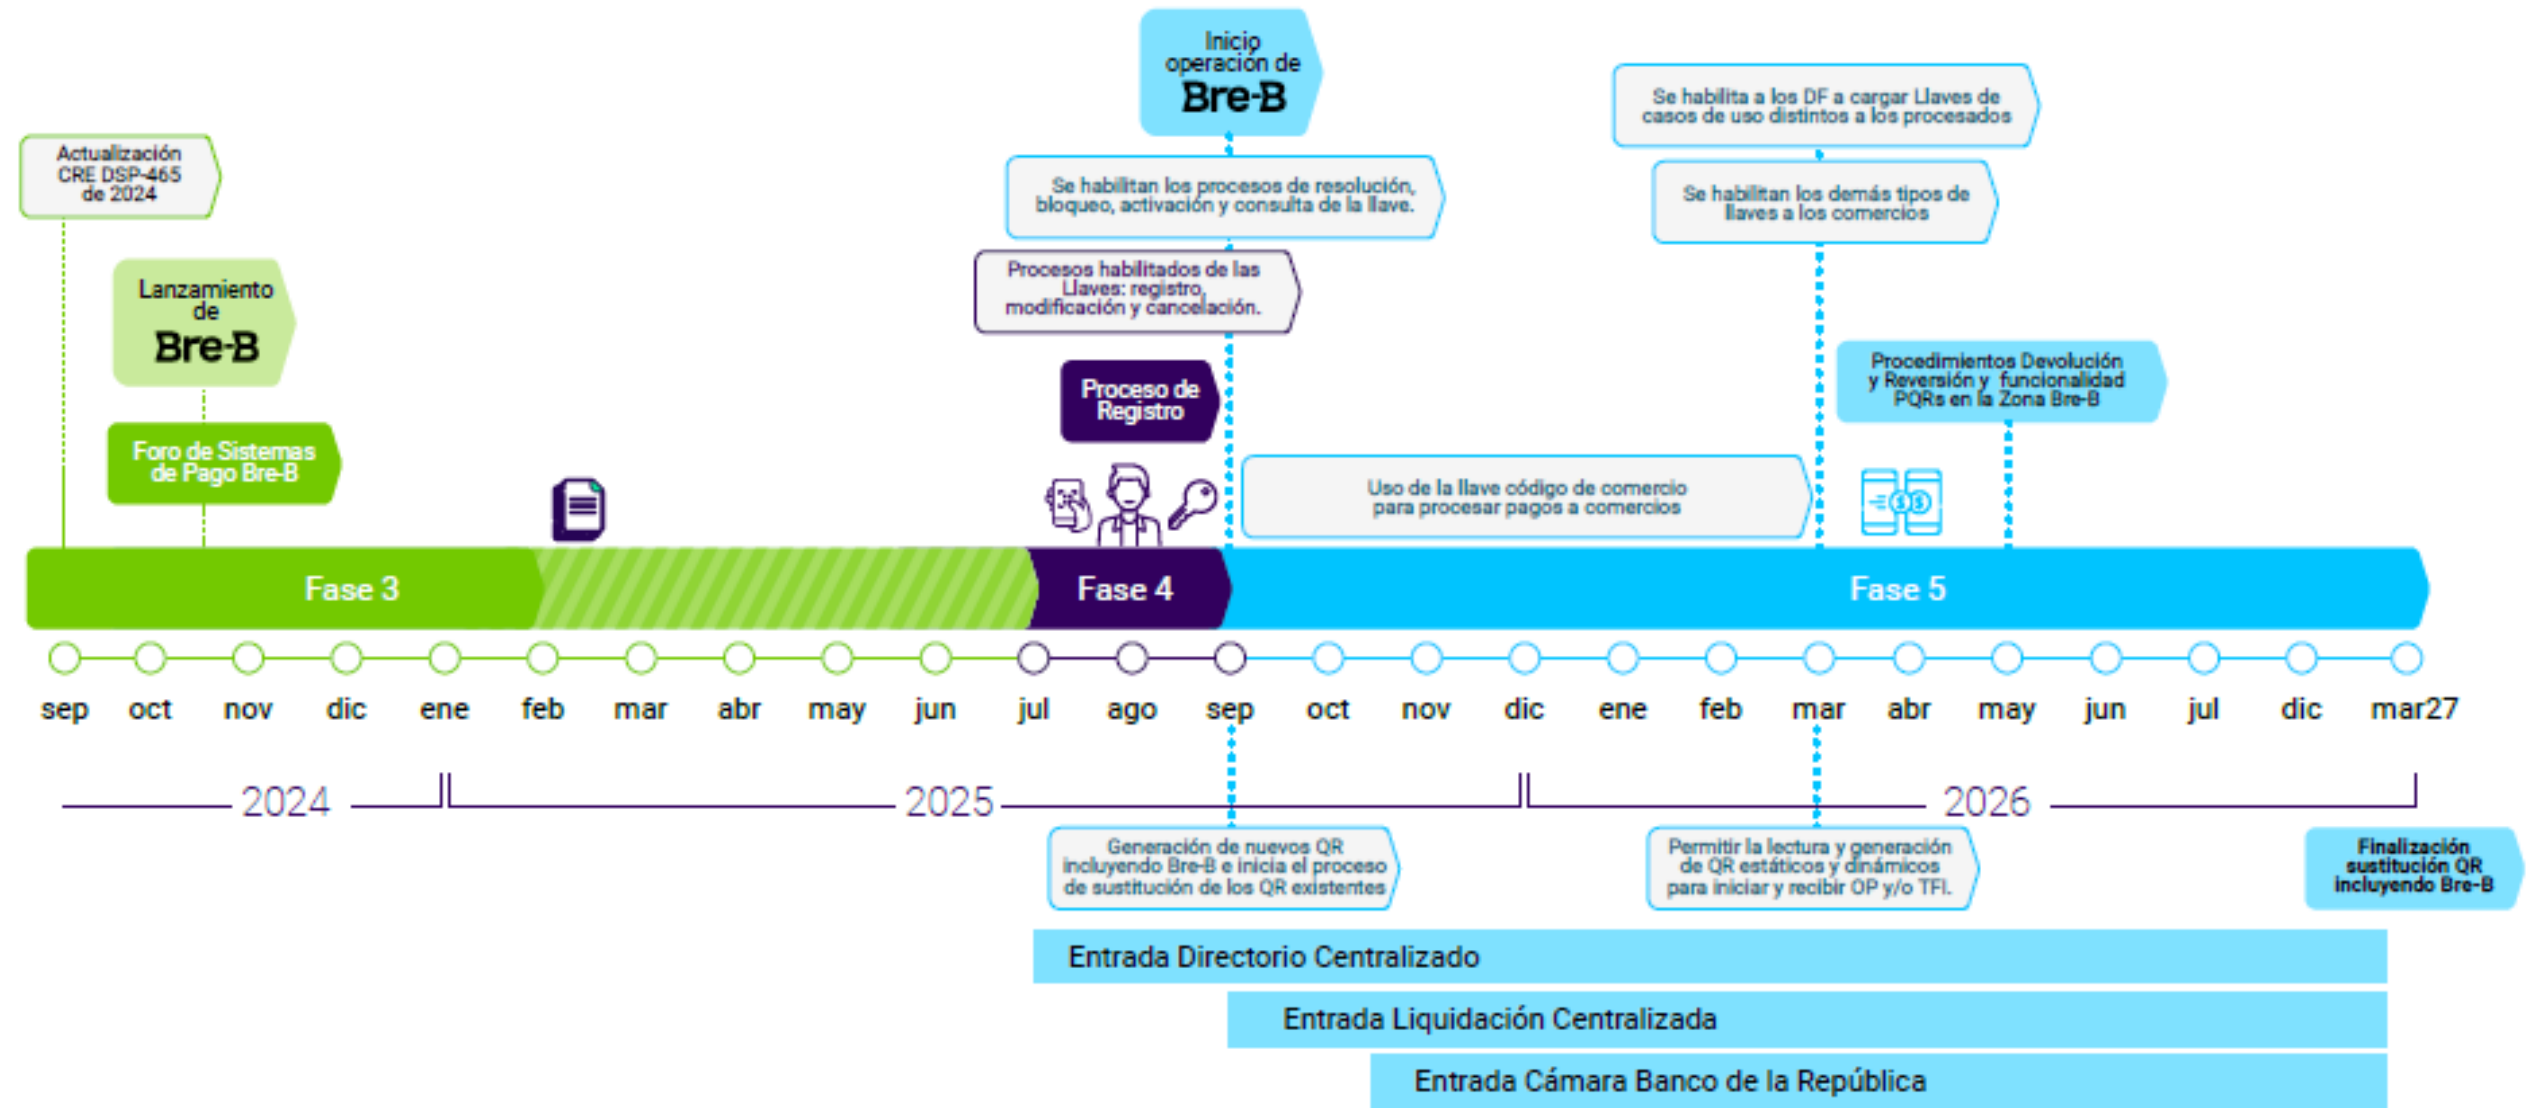 Inicio
operación de
Bre-B
Se habilita a los DF a cargar Llaves de
casos de uso distintos a los procesados
Actualización
CRE DSP-465
de 2024
Se habilitan los procesos de resolución,
bloqueo, activación y consulta de la llave.
Se habilitan los demás tipos de
llaves a los comercios
Lanzamiento
de
Bre-B
Procesos habilitados de las
Llaves: registro,
modificación y cancelación.
Proceso de
Registro
Procedimientos Devolución
y Reversión y funcionalidad
PQRs en la Zona Bre-B
Foro de Sistemas
de Pago Bre-B
Uso de la llave código de comercio
para procesar pagos a comercios
Fase 3
Fase 4
Fase 5
sep oct nov dic ene feb mar abr may jun jul ago sep oct nov dic ene feb mar abr may jun jul dic mar27
2024
2025
2026
Generación de nuevos QR
incluyendo Bre-B e inicia el proceso
de sustitución de los QR existentes
Permitir la lectura y generación
de QR estáticos y dinámicos
para iniciar y recibir OP y/o TFI.
Finalización
sustitución QR
incluyendo Bre-B
Entrada Directorio Centralizado
Entrada Liquidación Centralizada
Entrada Cámara Banco de la República